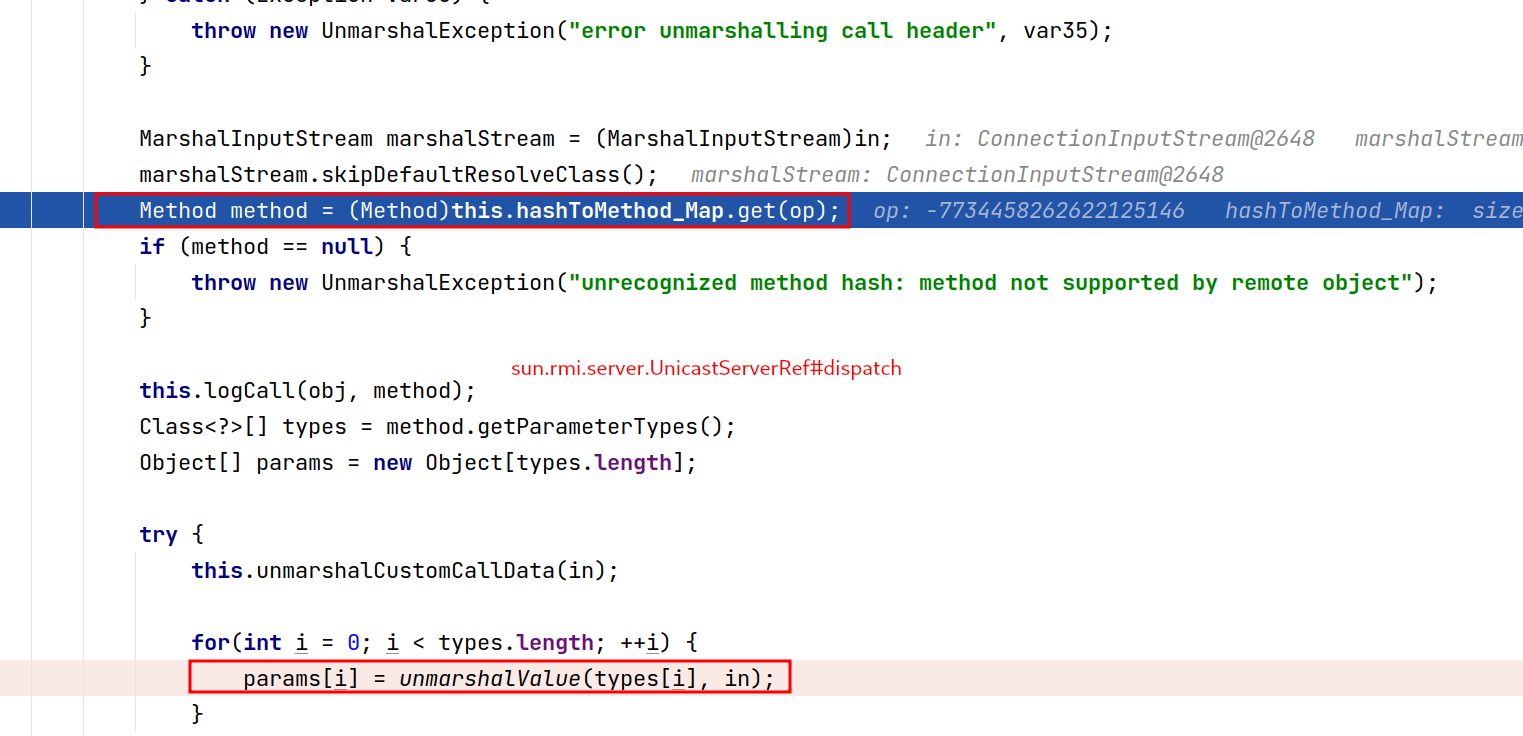 } catch (Exception var35) {
throw new UnmarshalException("error unmarshalling call header", var35);
}
MarshalInputStream marshalStream = (MarshalInputStream)in; in: ConnectionInputStream@2648 marshalStream
marshalStream.skipDefaultResolveClass(); marshalStream: ConnectionInputStream@2648
Method method = (Method)this.hashToMethod_Map.get(op); op: -7734458262622125146 hashToMethod_Map: size
if (method == null) {
throw new UnmarshalException("unrecognized method hash: method not supported by remote object");
}
sun.rmi.server.UnicastServerRef#dispatch
this.logCall(obj, method);
Class<?>[] types = method.getParameterTypes();
Object[] params = new Object[types.length];
try {
this.unmarshalCustomCallData(in);
for(int i = 0; i < types.length; ++i) {
params[i] = unmarshalValue(types[i], in);
}